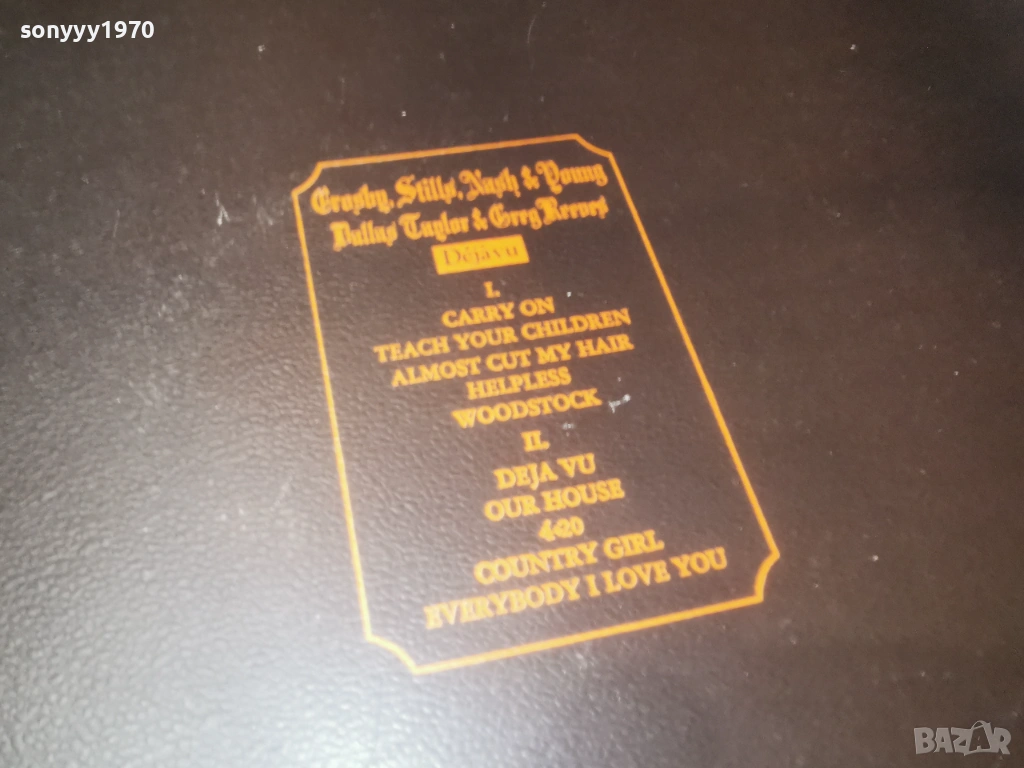 sonyyy1970
Crosby, Stills, Nash & Young
Dallas Taylor & Greg Reeves
Déjà vu
I.
CARRY ON
TEACH YOUR CHILDREN
ALMOST CUT MY HAIR
HELPLESS
WOODSTOCK
II.
DEJA VU
OUR HOUSE
4+20
COUNTRY GIRL
EVERYBODY I LOVE YOU
BAZAR